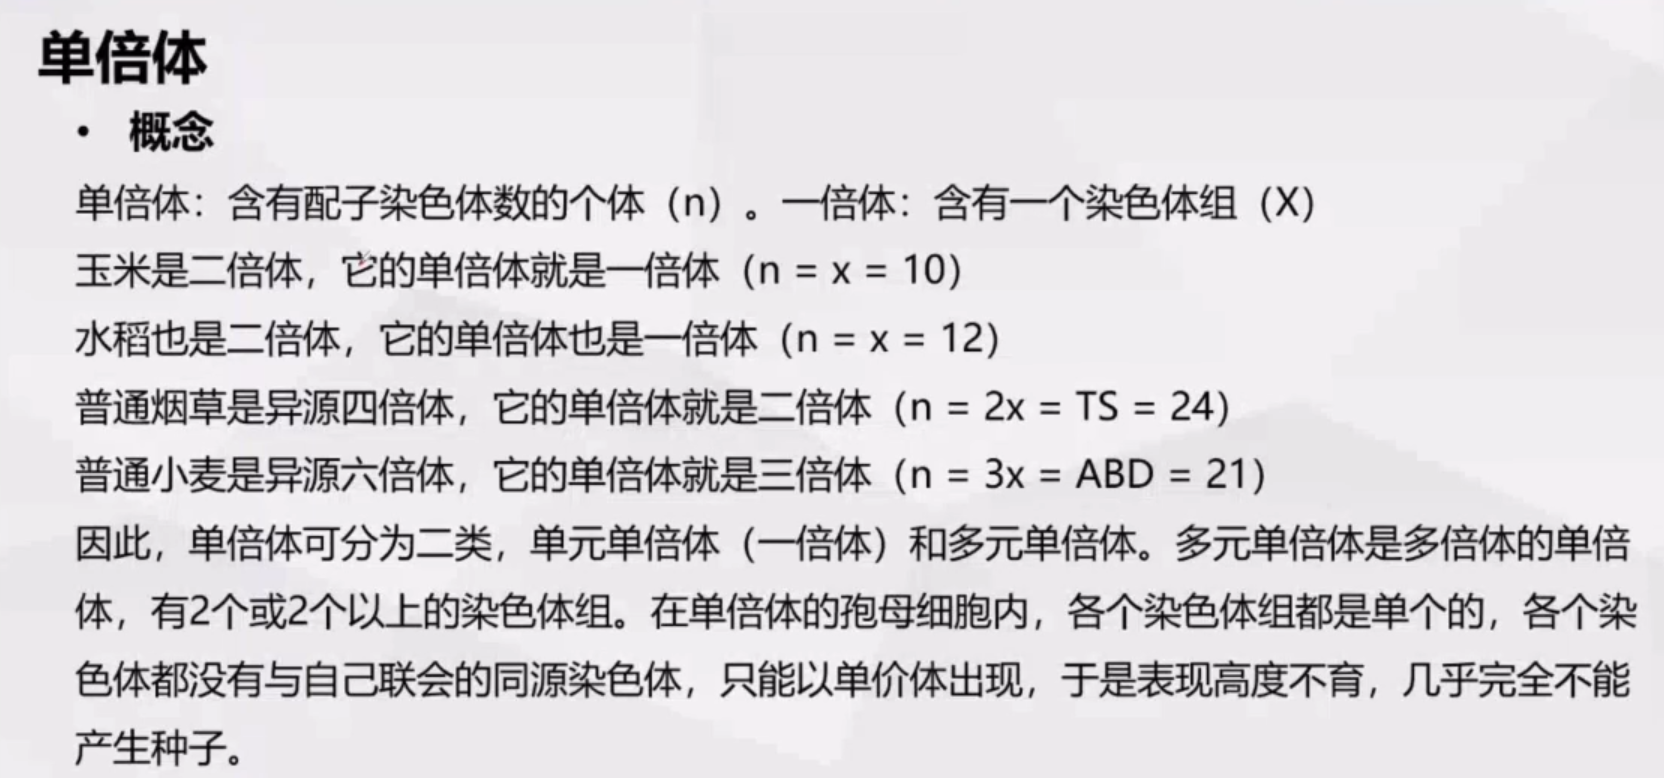 单倍体
• 概念
单倍体：含有配子染色体数的个体（n）。一倍体：含有一个染色体组（X）
玉米是二倍体，它的单倍体就是一倍体（n = x = 10）
水稻也是二倍体，它的单倍体也是一倍体（n = x = 12）
普通烟草是异源四倍体，它的单倍体就是二倍体（n = 2x = TS = 24）
普通小麦是异源六倍体，它的单倍体就是三倍体（n = 3x = ABD = 21）
因此，单倍体可分为二类，单元单倍体（一倍体）和多元单倍体。多元单倍体是多倍体的单倍
体，有2个或2个以上的染色体组。在单倍体的孢母细胞内，各个染色体组都是单个的，各个染
色体都没有与自己联会的同源染色体，只能以单价体出现，于是表现高度不育，几乎完全不能
产生种子。